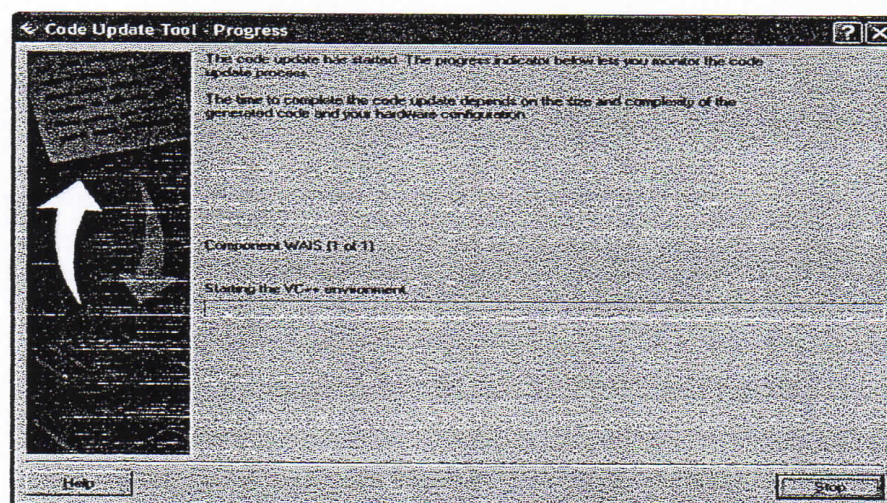 Code Update Tool - Progress
The code update has started. The progress indicator below lets you monitor the code
update process.
The time to complete the code update depends on the size and complexity of the
generated code and your hardware configuration.
Component WAIS (1 of 1)
Starting the VC++ environment
Help
Stop